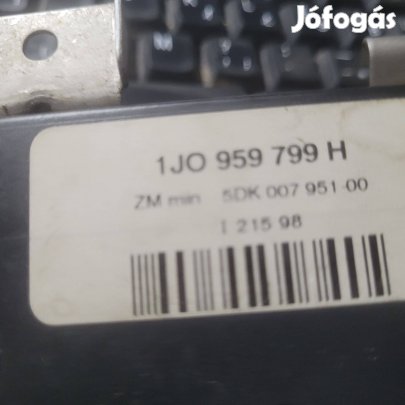 Jófogás
1JO 959 799 H
ZM min 5DK 007 951-00
I 215 98